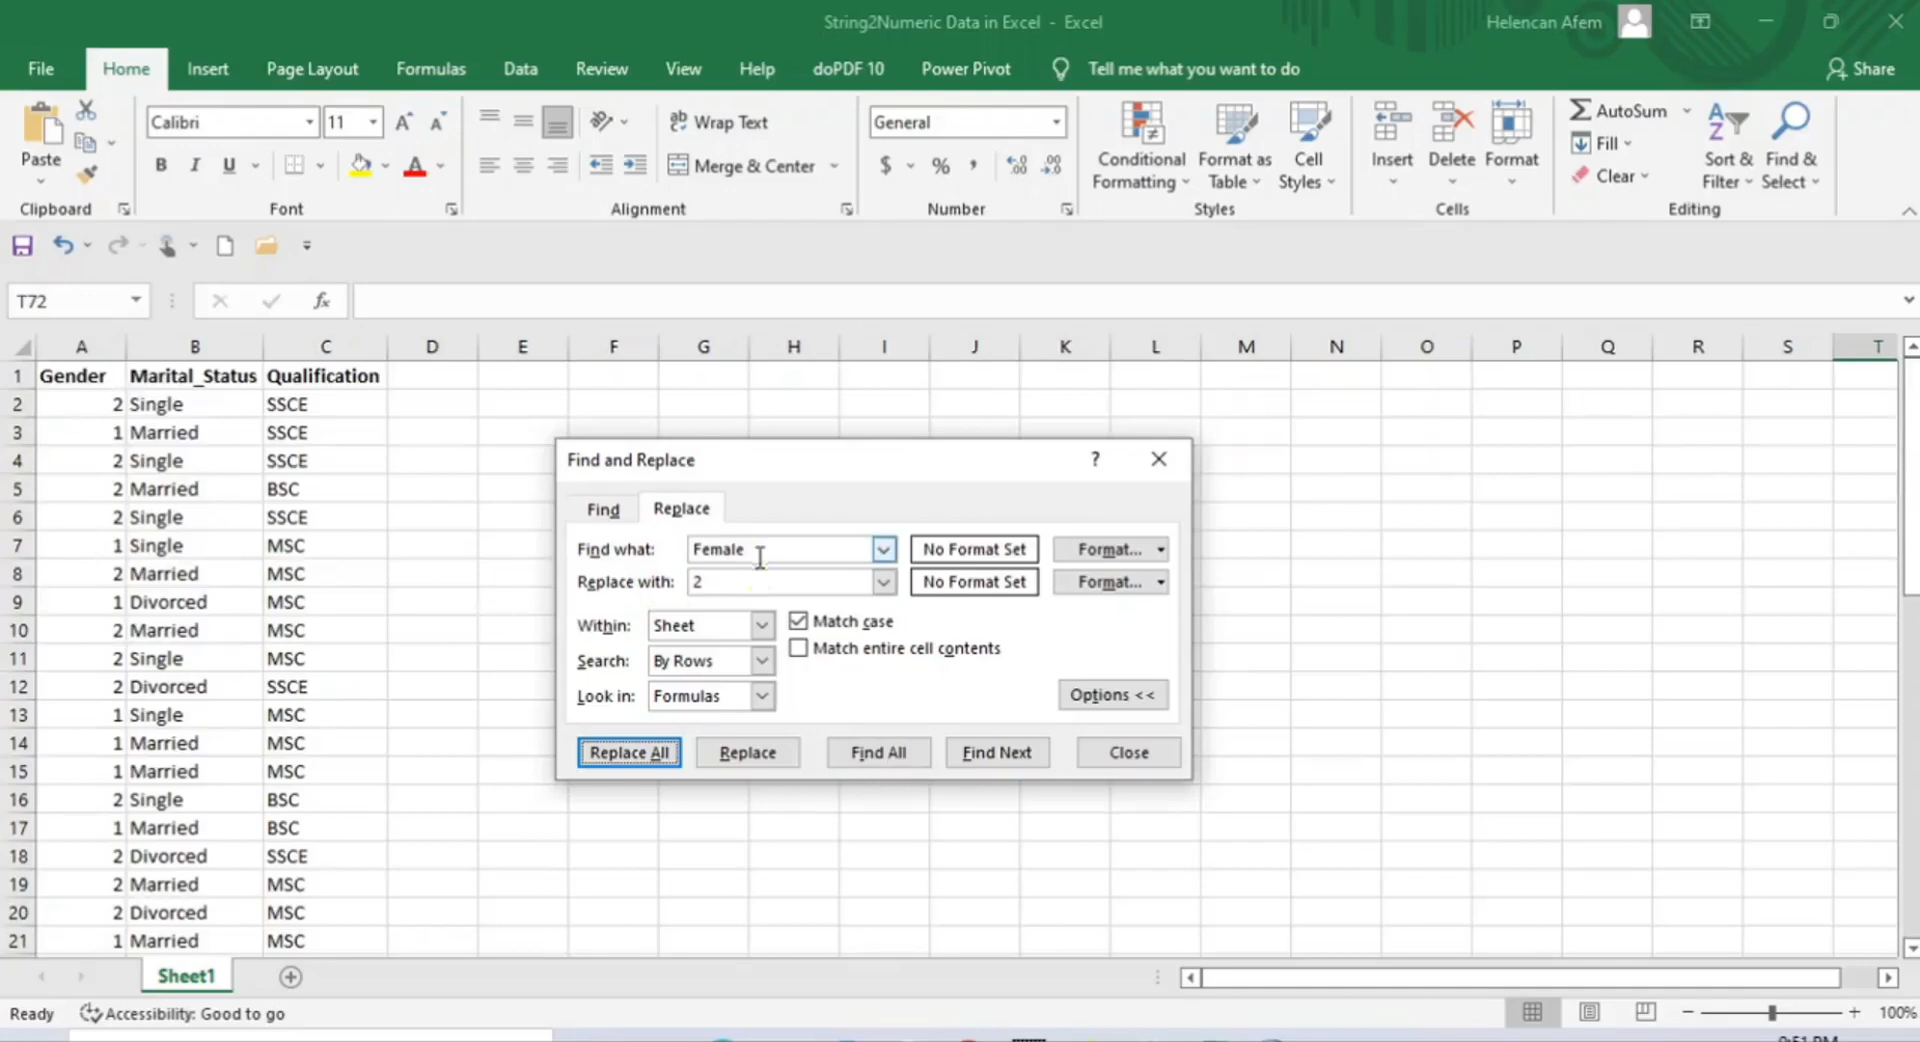 String2Numeric Data in Excel - Excel
Helencan Afem
File Home Insert Page Layout Formulas Data Review View Help doPDF 10 Power Pivot Tell me what you want to do Share
Calibri 11 Wrap Text General AutoSum
Paste B I U Merge & Center $ % Conditional Formatting Format as Table Cell Styles Insert Delete Format Fill Clear Sort & Filter Find & Select
Clipboard Font Alignment Number Styles Cells Editing
T72 fx
A B C D E F G H I J K L M N O P Q R S T
1 Gender Marital_Status Qualification
2 2 Single SSCE
3 1 Married SSCE
4 2 Single SSCE
5 2 Married BSC
6 2 Single SSCE
7 1 Single MSC
8 2 Married MSC
9 1 Divorced MSC
10 2 Married MSC
11 2 Single MSC
12 2 Divorced SSCE
13 1 Single MSC
14 1 Married MSC
15 1 Married MSC
16 2 Single BSC
17 1 Married BSC
18 2 Divorced SSCE
19 2 Married MSC
20 2 Divorced MSC
21 1 Married MSC
Find and Replace ?
Find Replace
Find what: Female No Format Set Format...
Replace with: 2 No Format Set Format...
Within: Sheet Match case
Search: By Rows Match entire cell contents
Look in: Formulas Options <<
Replace All Replace Find All Find Next Close
Sheet1
Ready Accessibility: Good to go 100%